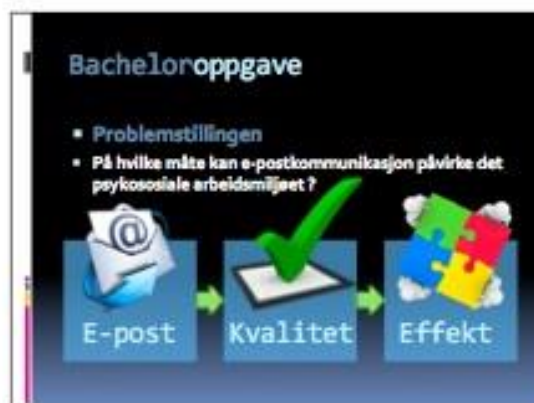 Bacheloroppgave
Problemstillingen
På hvilke måte kan e-postkommunikasjon påvirke det
psykososiale arbeidsmiljøet ?
@
E-post
Kvalitet
Effekt